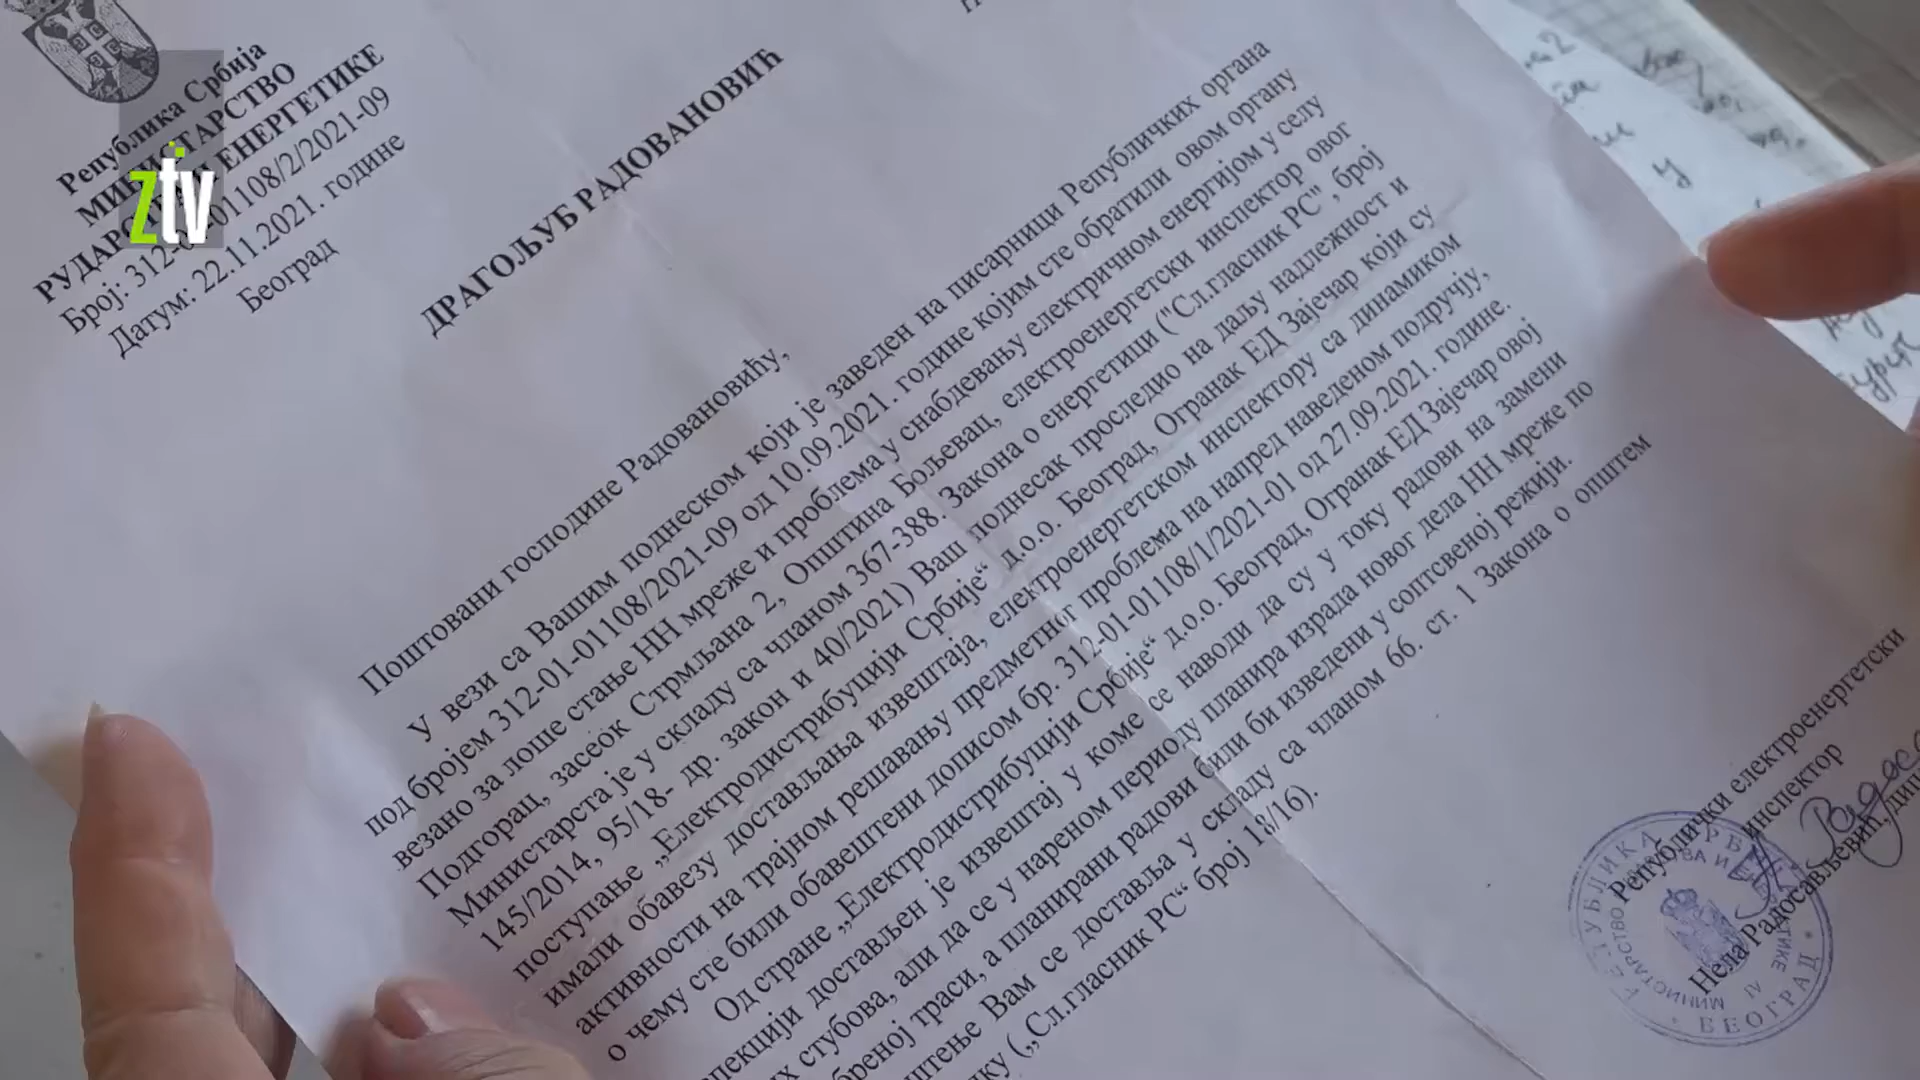 Република Србија
МИНИСТАРСТВО
РУДАРСТВА И ЕНЕРГЕТИКЕ
Број: 312-01-01108/2/2021-09
Датум: 22.11.2021. године
Београд
ztv
ДРАГОЉУБ РАДОВАНОВИЋ
Поштовани господине Радовановићу,
У вези са Вашим поднеском који је заведен на писарници Републичких органа
под бројем 312-01-01108/2021-09 од 10.09.2021. године којим сте обратили овом органу
везано за лоше стање НН мреже и проблема у снабдевању електричном енергијом у селу
Подгорац, засеок Стрмљана 2, Општина Бољевац, електроенергетски инспектор овог
Министарста је у складу са чланом 367-388. Закона о енергетици ("Сл.гласник РС", број
145/2014, 95/18- др. закон и 40/2021) Ваш поднесак проследио на даљу надлежност и
поступање „Електродистрибуцији Србије“ д.о.о. Београд, Огранак ЕД Зајечар који су
имали обавезу достављања извештаја, електроенергетском инспектору са динамиком
активности на трајном решавању предметног проблема на напред наведеном подручју,
о чему сте били обавештени дописом бр. 312-01-01108/1/2021-01 од 27.09.2021. године.
Од стране „Електродистрибуције Србије“ д.о.о. Београд, Огранак ЕД Зајечар овој
достављен је извештај у коме се наводи да су у току радови на замени
стубова, али да се у нареном периоду планира израда новог дела НН мреже по
траси, а планирани радови били би изведени у соптсвеној режији.
Вам се доставља у складу са чланом 66. ст. 1 Закона о општем
(„Сл.гласник РС“ број 18/16).
Републички електроенергетски
инспектор
Нела Радосављевић,
РЕПУБЛИКА СРБИЈА
МИНИСТАРСТВО
IV
БЕОГРАД